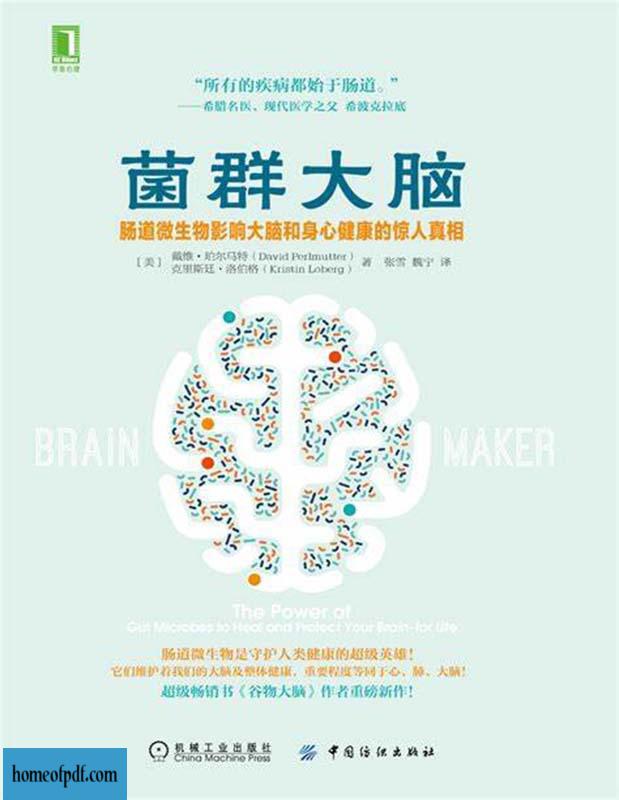 华章心理
“所有的疾病都始于肠道。”
——希腊名医、现代医学之父 希波克拉底
菌群大脑
肠道微生物影响大脑和身心健康的惊人真相
[美] 戴维·珀尔马特（David Perlmutter）
克里斯廷·洛伯格（Kristin Loberg） 著 张雪 魏宁 译
BRAIN MAKER
The Power of
Gut Microbes to Heal and Protect Your Brain-for Life
肠道微生物是守护人类健康的超级英雄！
它们维护着我们的大脑及整体健康，重要程度等同于心、肺、大脑！
超级畅销书《谷物大脑》作者重磅新作！
机械工业出版社
China Machine Press
中国纺织出版社
homeofpdf.com